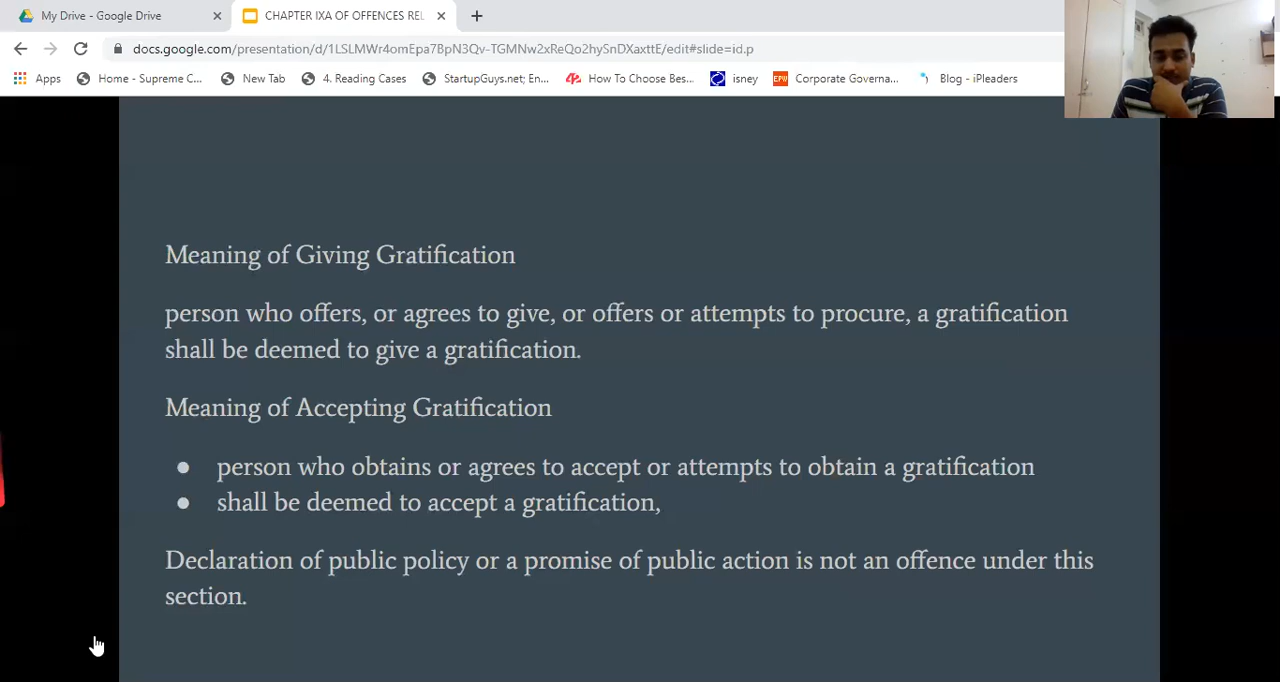 My Drive - Google Drive
CHAPTER IXA OF OFFENCES REL
docs.google.com/presentation/d/1LSLMWr4omEpa7BpN3Qv-TGMNw2xReQo2hySnDXaxttE/edit#slide=id.p
Apps Home - Supreme C... New Tab 4. Reading Cases StartupGuys.net; En... How To Choose Bes... isney EPW Corporate Governa... Blog - iPleaders
Meaning of Giving Gratification
person who offers, or agrees to give, or offers or attempts to procure, a gratification
shall be deemed to give a gratification.
Meaning of Accepting Gratification
● person who obtains or agrees to accept or attempts to obtain a gratification
● shall be deemed to accept a gratification,
Declaration of public policy or a promise of public action is not an offence under this
section.